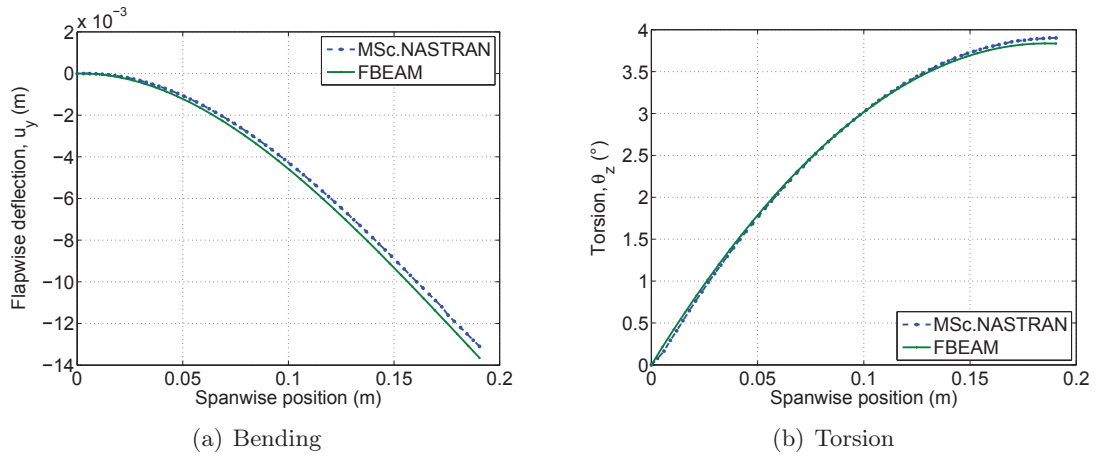 x 10⁻³
2
0
−2
−4
−6
−8
−10
−12
−14
0
0.05
0.1
0.15
0.2
Flapwise deflection, u_y (m)
Spanwise position (m)
MSc.NASTRAN
FBEAM
(a) Bending
4
3.5
3
2.5
2
1.5
1
0.5
0
0
0.05
0.1
0.15
0.2
Torsion, θ_z (°)
Spanwise position (m)
MSc.NASTRAN
FBEAM
(b) Torsion